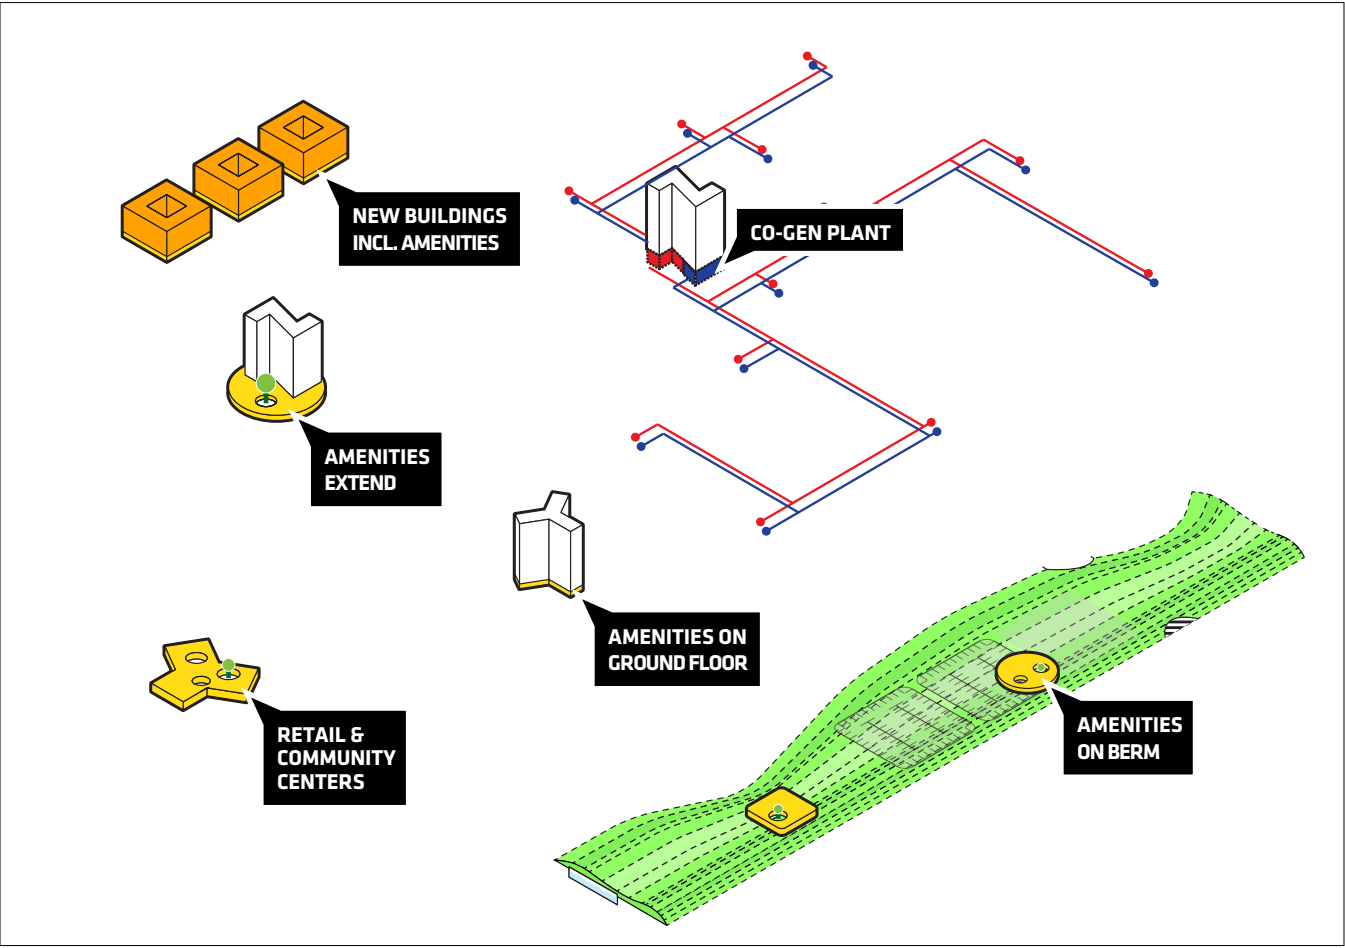 NEW BUILDINGS
INCL. AMENITIES
CO-GEN PLANT
AMENITIES
EXTEND
AMENITIES ON
GROUND FLOOR
RETAIL &
COMMUNITY
CENTERS
AMENITIES
ON BERM